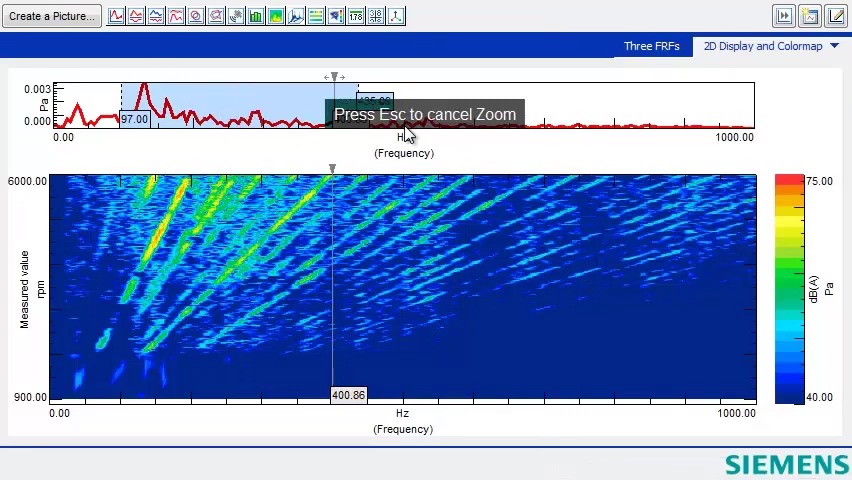 Create a Picture...
Three FRFs
2D Display and Colormap
0.003
Pa
0.000
97.00
435.00
Press Esc to cancel Zoom
0.00
1000.00
(Frequency)
6000.00
75.00
Measured value
rpm
dB(A)
Pa
900.00
400.86
40.00
0.00
Hz
1000.00
(Frequency)
SIEMENS